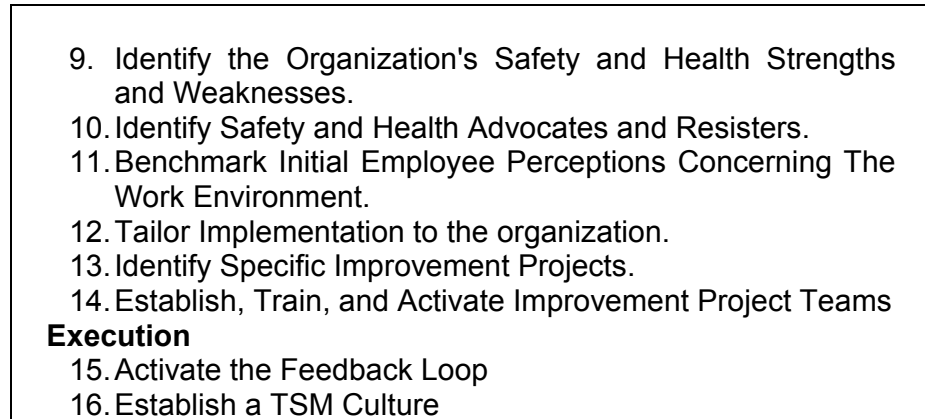 9. Identify the Organization's Safety and Health Strengths
and Weaknesses.
10. Identify Safety and Health Advocates and Resisters.
11. Benchmark Initial Employee Perceptions Concerning The
Work Environment.
12. Tailor Implementation to the organization.
13. Identify Specific Improvement Projects.
14. Establish, Train, and Activate Improvement Project Teams
Execution
15. Activate the Feedback Loop
16. Establish a TSM Culture